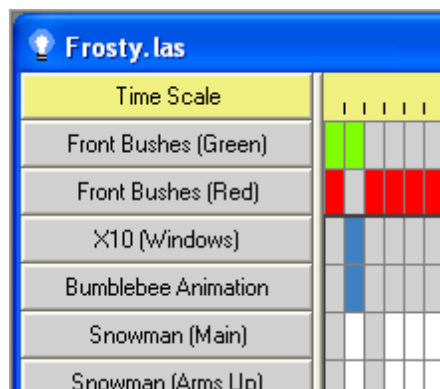 Frosty.las
Time Scale
Front Bushes (Green)
Front Bushes (Red)
X10 (Windows)
Bumblebee Animation
Snowman (Main)
Snowman (Arms Up)